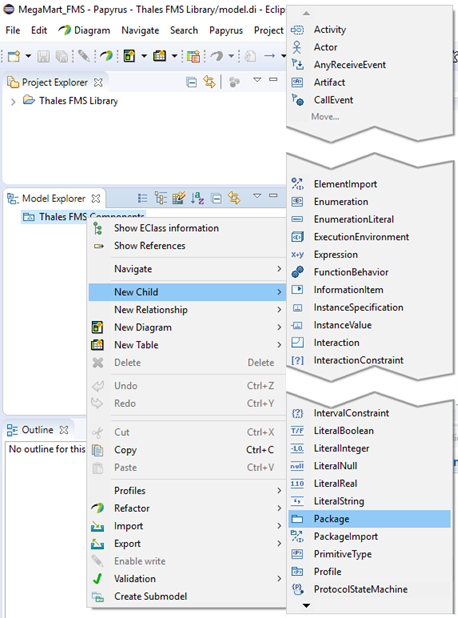 MegaMart_FMS - Papyrus - Thales FMS Library/model.di - Eclip
File Edit Diagram Navigate Search Papyrus Project
Project Explorer
Thales FMS Library
Model Explorer
Thales FMS Components
Show EClass information
Show References
Navigate
New Child
New Relationship
New Diagram
New Table
Delete Delete
Undo Ctrl+Z
Redo Ctrl+Y
Cut Ctrl+X
Copy Ctrl+C
Paste Ctrl+V
Profiles
Refactor
Import
Export
Enable write
Validation
Create Submodel
Outline
No outline for this
Activity
Actor
AnyReceiveEvent
Artifact
CallEvent
Move...
ElementImport
Enumeration
EnumerationLiteral
ExecutionEnvironment
x+y Expression
FunctionBehavior
InformationItem
InstanceSpecification
InstanceValue
Interaction
[?] InteractionConstraint
IntervalConstraint
T/F LiteralBoolean
LiteralInteger
null LiteralNull
LiteralReal
LiteralString
Package
PackageImport
PrimitiveType
Profile
ProtocolStateMachine